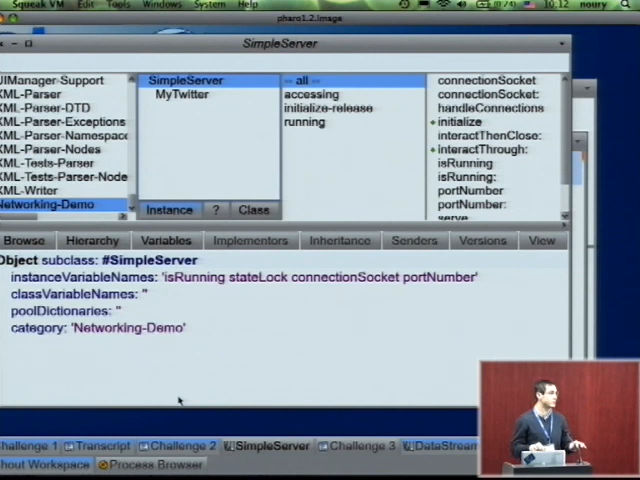 Squeak VM Edit Tools Windows System Help (0:74) 10:12 noury
pharo1.2.image
SimpleServer
UIManager-Support
XML-Parser
XML-Parser-DTD
XML-Parser-Exceptions
XML-Parser-Namespace
XML-Parser-Nodes
XML-Tests-Parser
XML-Tests-Parser-Node
XML-Writer
Networking-Demo
SimpleServer
MyTwitter
Instance ? Class
-- all --
accessing
initialize-release
running
connectionSocket
connectionSocket:
handleConnections
initialize
interactThenClose:
interactThrough:
isRunning
isRunning:
portNumber
portNumber:
serve
Browse Hierarchy Variables Implementors Inheritance Senders Versions View
Object subclass: #SimpleServer
instanceVariableNames: 'isRunning stateLock connectionSocket portNumber'
classVariableNames: ''
poolDictionaries: ''
category: 'Networking-Demo'
Challenge 1 Transcript Challenge 2 SimpleServer Challenge 3 DataStream
hout Workspace Process Browser